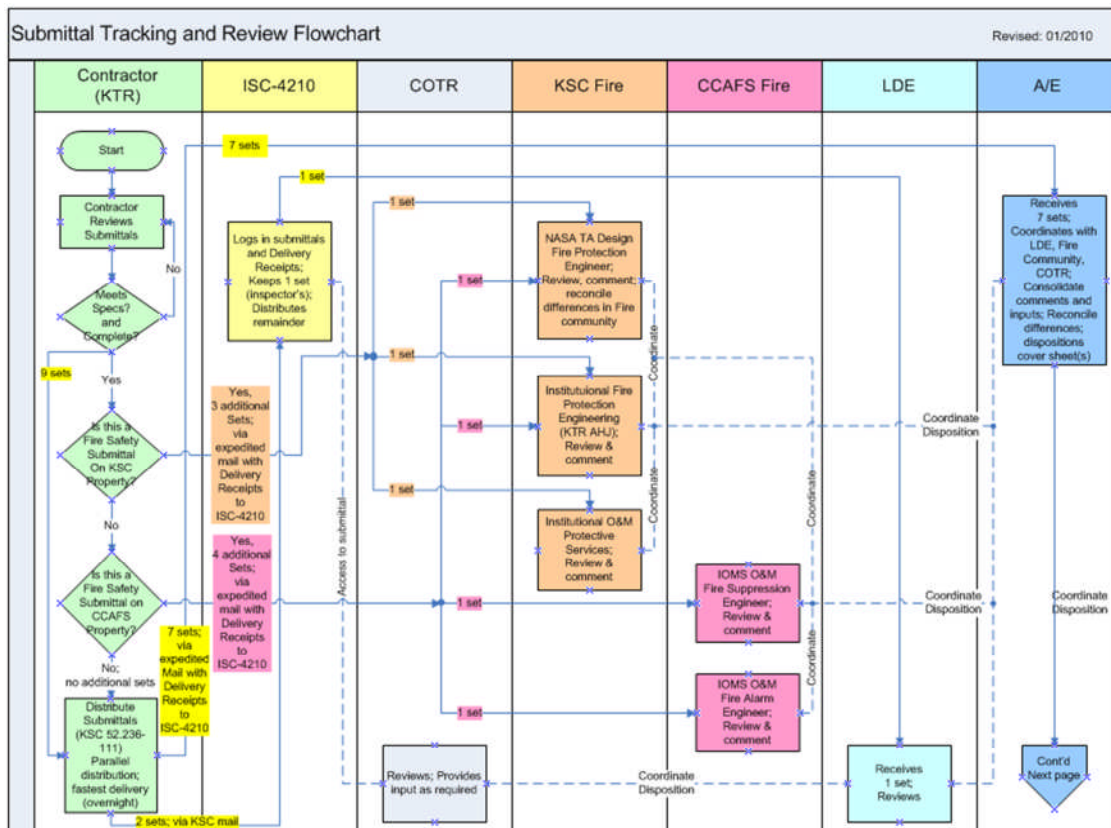 Submittal Tracking and Review Flowchart
Revised: 01/2010
Contractor
(KTR)
ISC-4210
COTR
KSC Fire
CCAFS Fire
LDE
A/E
Start
7 sets
1 set
Contractor
Reviews
Submittals
No
Meets
Specs?
and
Complete?
9 sets
Yes
Is this a
Fire Safety
Submittal
On KSC
Property?
No
Is this a
Fire Safety
Submittal on
CCAFS
Property?
No;
no additional sets
Distribute
Submittals
(KSC 52.236-
111)
Parallel
distribution;
fastest delivery
(overnight)
7 sets;
via
expedited
Mail with
Delivery
Receipts
to
ISC-4210
2 sets; via KSC mail
Logs in submittals
and Delivery
Receipts;
Keeps 1 set
(inspector's);
Distributes
remainder
Yes,
3 additional
Sets;
via
expedited
mail with
Delivery
Receipts
to
ISC-4210
Yes,
4 additional
Sets;
via
expedited
mail with
Delivery
Receipts
to
ISC-4210
Access to submittal
1 set
1 set
1 set
1 set
1 set
1 set
1 set
Reviews; Provides
input as required
NASA TA Design
Fire Protection
Engineer;
Review, comment;
reconcile
differences in Fire
community
Institutuional Fire
Protection
Engineering
(KTR AHJ);
Review &
comment
Institutional O&M
Protective
Services;
Review &
comment
Coordinate
Coordinate
IOMS O&M
Fire Suppression
Engineer;
Review &
comment
IOMS O&M
Fire Alarm
Engineer;
Review &
comment
Coordinate
Coordinate
Coordinate
Disposition
Coordinate
Disposition
Coordinate
Disposition
Receives
1 set;
Reviews
Receives
7 sets;
Coordinates with
LDE, Fire
Community,
COTR;
Consolidate
comments and
inputs; Reconcile
differences;
dispositions
cover sheet(s)
Coordinate
Disposition
Cont'd
Next page